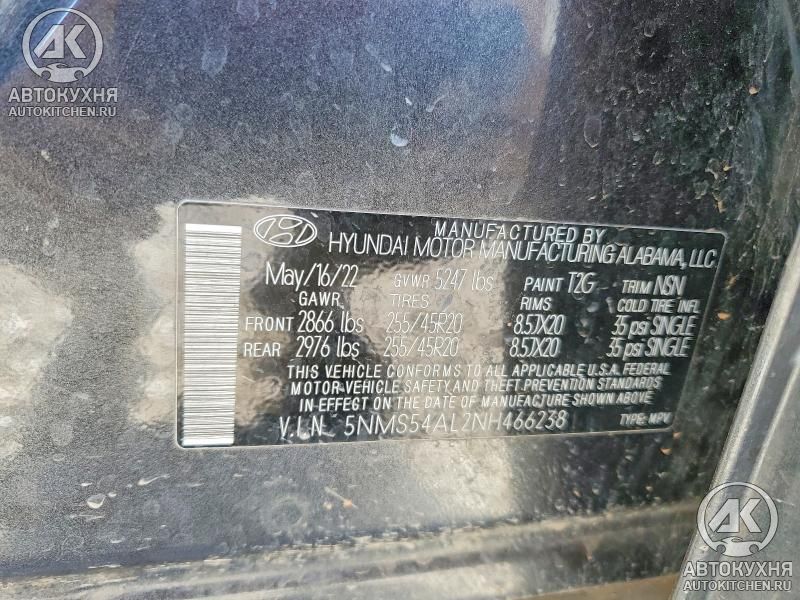 АК
АВТОКУХНЯ
AUTOKITCHEN.RU
MANUFACTURED BY
HYUNDAI MOTOR MANUFACTURING ALABAMA, LLC
May/16/22 GVWR 5247 lbs PAINT T2G TRIM NSN
GAWR TIRES RIMS COLD TIRE INFL
FRONT 2866 lbs 255/45R20 8.5JX20 35 psi SINGLE
REAR 2976 lbs 255/45R20 8.5JX20 35 psi SINGLE
THIS VEHICLE CONFORMS TO ALL APPLICABLE U.S.A. FEDERAL
MOTOR VEHICLE SAFETY AND THEFT PREVENTION STANDARDS
IN EFFECT ON THE DATE OF MANUFACTURE SHOWN ABOVE
V.I.N. 5NMS54AL2NH466238 TYPE: MPV
АК
АВТОКУХНЯ
AUTOKITCHEN.RU